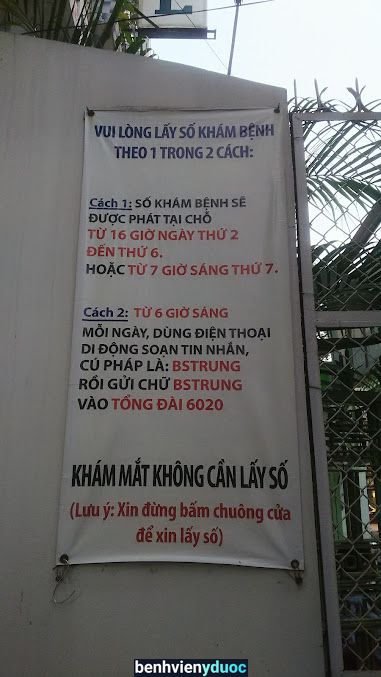 VUI LÒNG LẤY SỐ KHÁM BỆNH
THEO 1 TRONG 2 CÁCH:
Cách 1: SỐ KHÁM BỆNH SẼ
ĐƯỢC PHÁT TẠI CHỖ
TỪ 16 GIỜ NGÀY THỨ 2
ĐẾN THỨ 6.
HOẶC TỪ 7 GIỜ SÁNG THỨ 7.
Cách 2: TỪ 6 GIỜ SÁNG
MỖI NGÀY, DÙNG ĐIỆN THOẠI
DI ĐỘNG SOẠN TIN NHẮN,
CÚ PHÁP LÀ: BSTRUNG
RỒI GỬI CHỮ BSTRUNG
VÀO TỔNG ĐÀI 6020
KHÁM MẮT KHÔNG CẦN LẤY SỐ
(Lưu ý: Xin đừng bấm chuông cửa
để xin lấy số)
benhvienyduoc